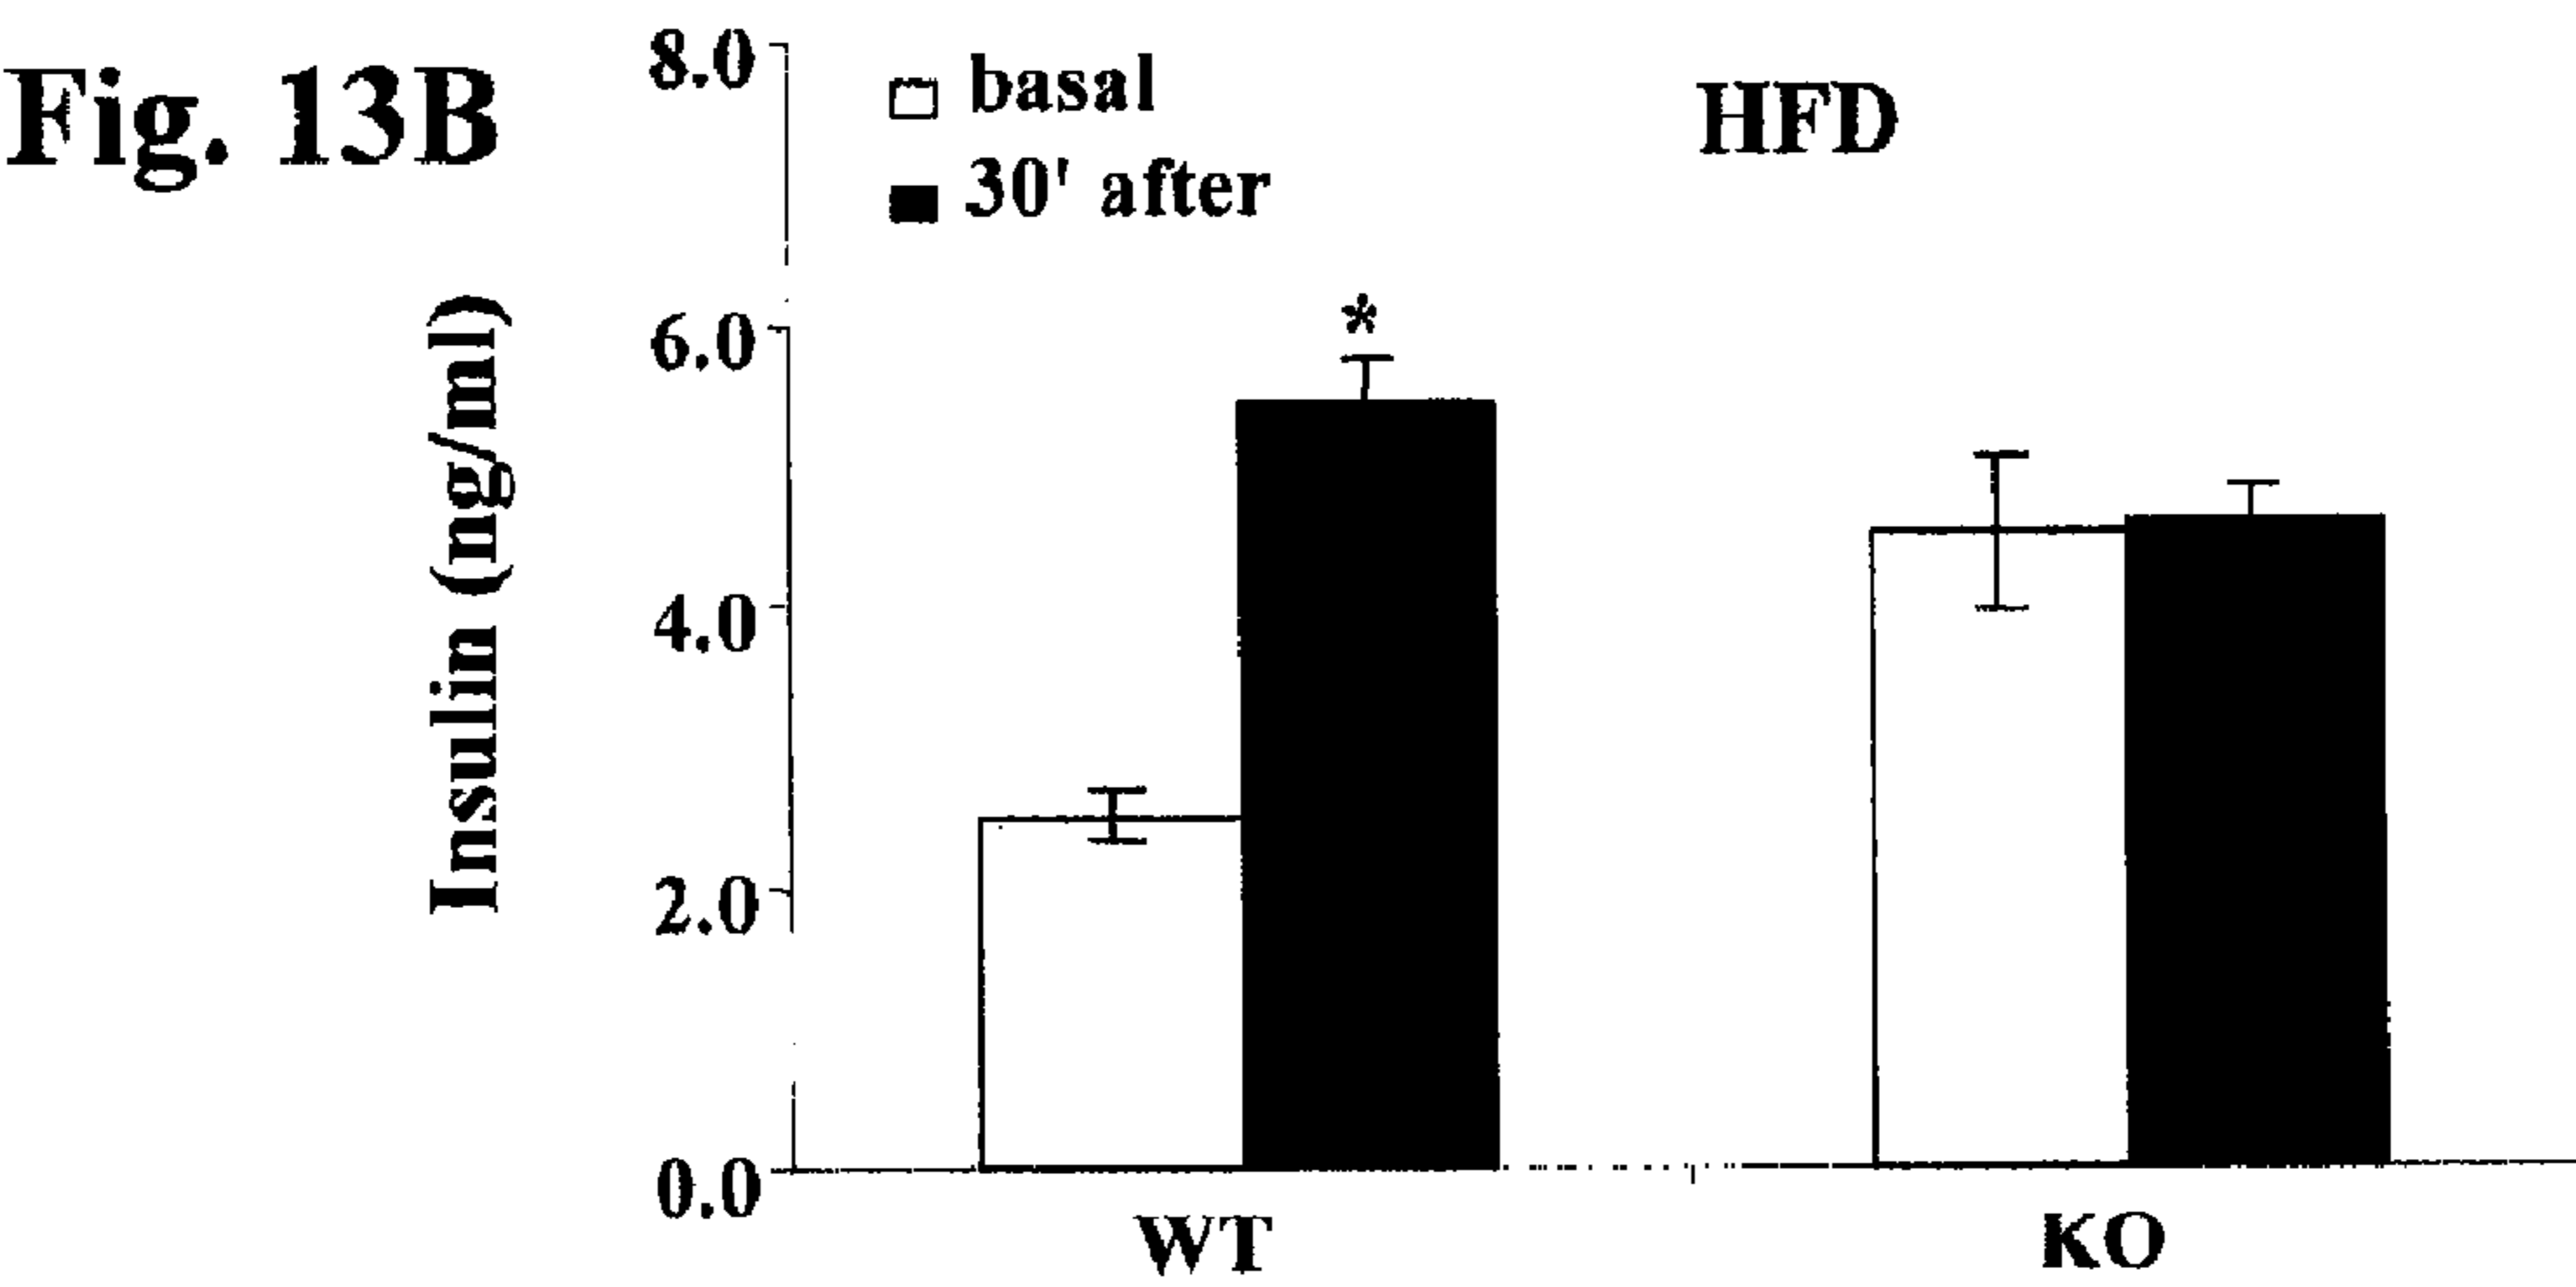 Fig. 13B
HFD
basal
30' after
Insulin (ng/ml)
8.0
6.0
*
4.0
2.0
0.0
WT
KO